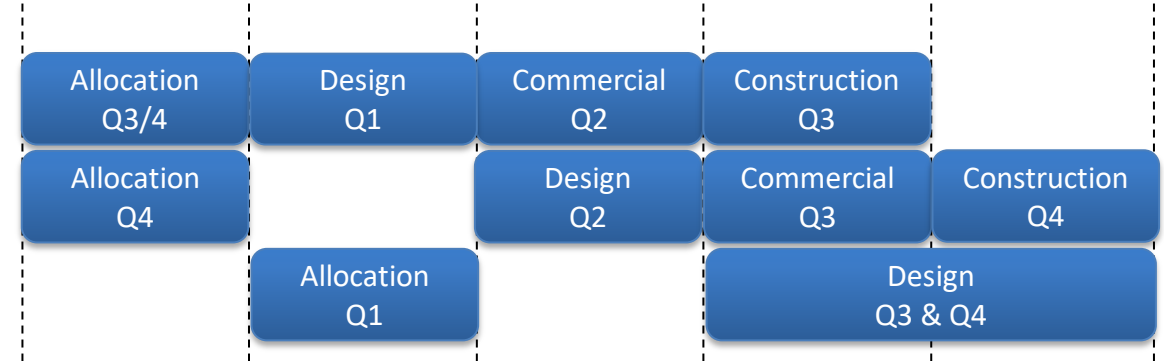 Allocation
Q3/4
Design
Q1
Commercial
Q2
Construction
Q3
Allocation
Q4
Design
Q2
Commercial
Q3
Construction
Q4
Allocation
Q1
Design
Q3 & Q4